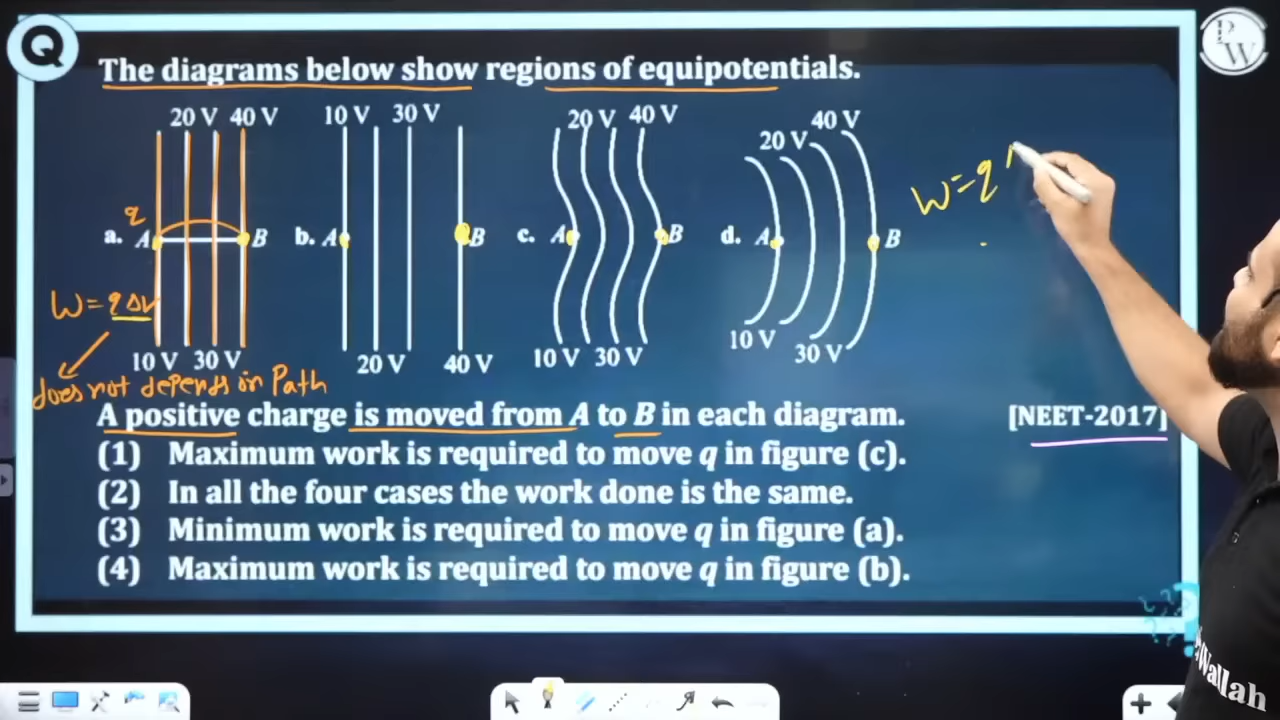 Q
P
W
The diagrams below show regions of equipotentials.
20 V 40 V 10 V 30 V 20 V 40 V 20 V 40 V
W = q
q
a. A B b. A B c. A B d. A B
W = q Δv
10 V 30 V 20 V 40 V 10 V 30 V 10 V 30 V
does not depends in Path
A positive charge is moved from A to B in each diagram. [NEET-2017]
(1) Maximum work is required to move q in figure (c).
(2) In all the four cases the work done is the same.
(3) Minimum work is required to move q in figure (a).
(4) Maximum work is required to move q in figure (b).
Wallah